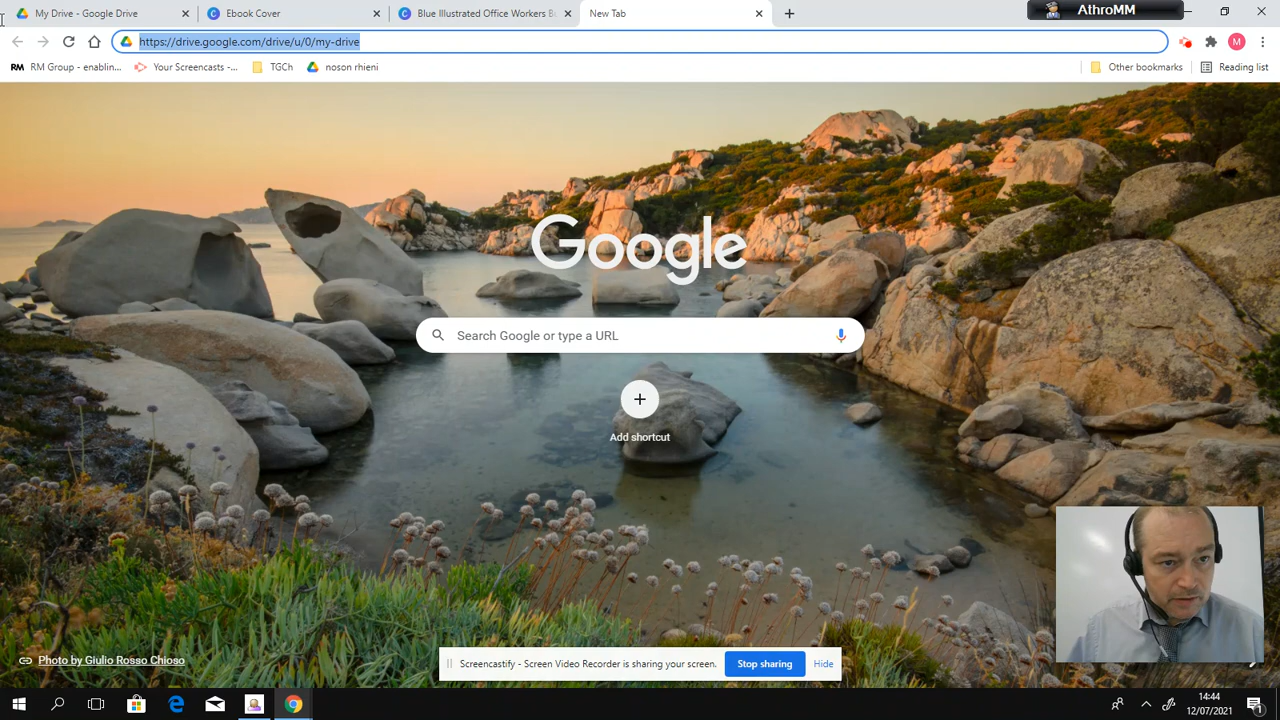 My Drive - Google Drive
Ebook Cover
Blue Illustrated Office Workers Bo
New Tab
AthroMM
https://drive.google.com/drive/u/0/my-drive
M
RM RM Group - enablin...
Your Screencasts -...
TGCh
noson rhieni
Other bookmarks
Reading list
Google
Search Google or type a URL
Add shortcut
Photo by Giulio Rosso Chioso
Screencastify - Screen Video Recorder is sharing your screen.
Stop sharing
Hide
14:44
12/07/2021
1